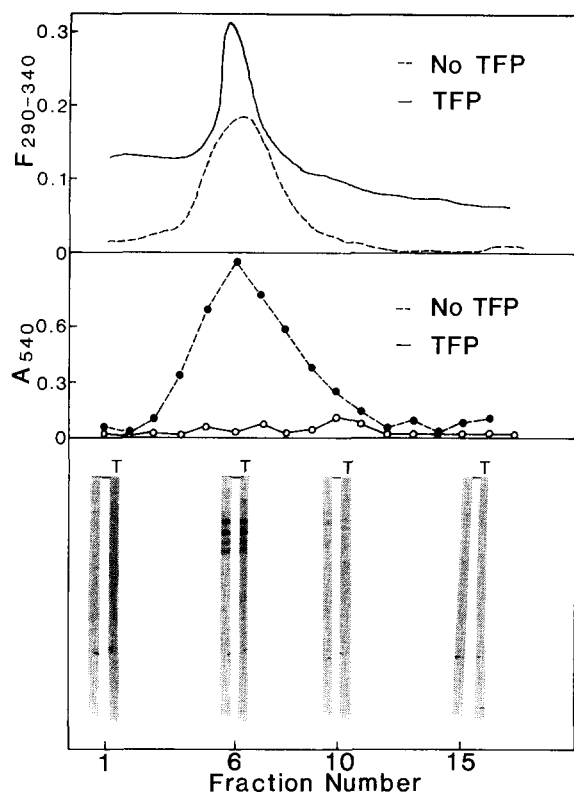 0.3
F290-340
0.2
0.1
0
-- No TFP
— TFP
A540
0.6
0.3
0
-- No TFP
— TFP
T
T
T
T
1
6
10
15
Fraction Number